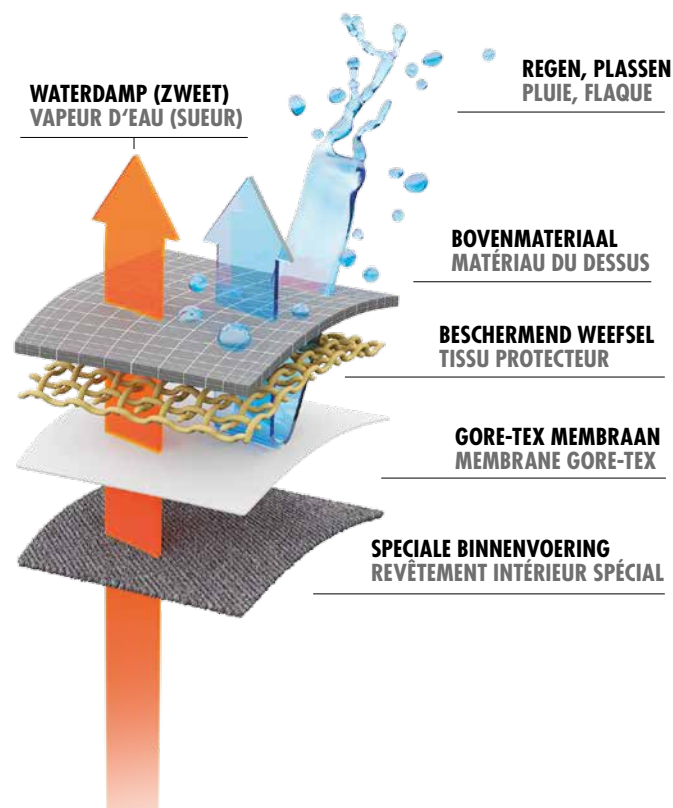 REGEN, PLASSEN
PLUIE, FLAQUE
WATERDAMP (ZWEET)
VAPEUR D'EAU (SUEUR)
BOVENMATERIAAL
MATÉRIAU DU DESSUS
BESCHERMEND WEEFSEL
TISSU PROTECTEUR
GORE-TEX MEMBRAAN
MEMBRANE GORE-TEX
SPECIALE BINNENVOERING
REVÊTEMENT INTÉRIEUR SPÉCIAL